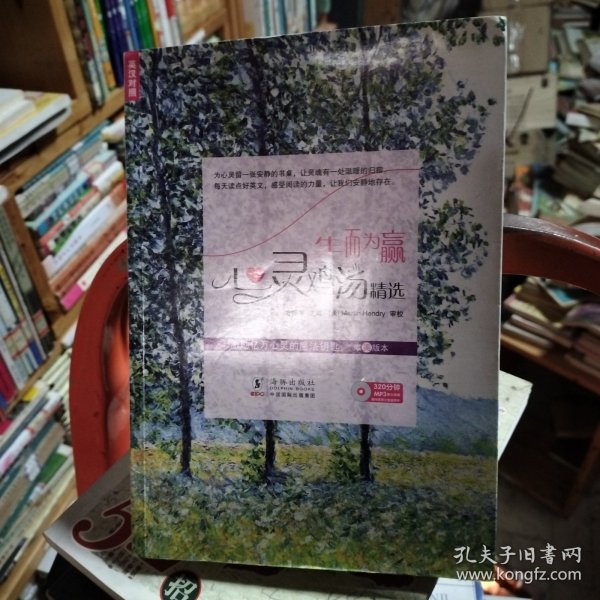 英汉对照
为心灵留一张安静的书桌，让灵魂有一处温暖的归宿。
每天读点好英文，感受阅读的力量，让我们安静地存在。
生而为赢
心灵鸡汤
精选
Hendry 审校
海豚出版社
DOLPHIN BOOKS
中国国际出版集团
320分钟
MP3
招
孔夫子旧书网
www.kongfz.com